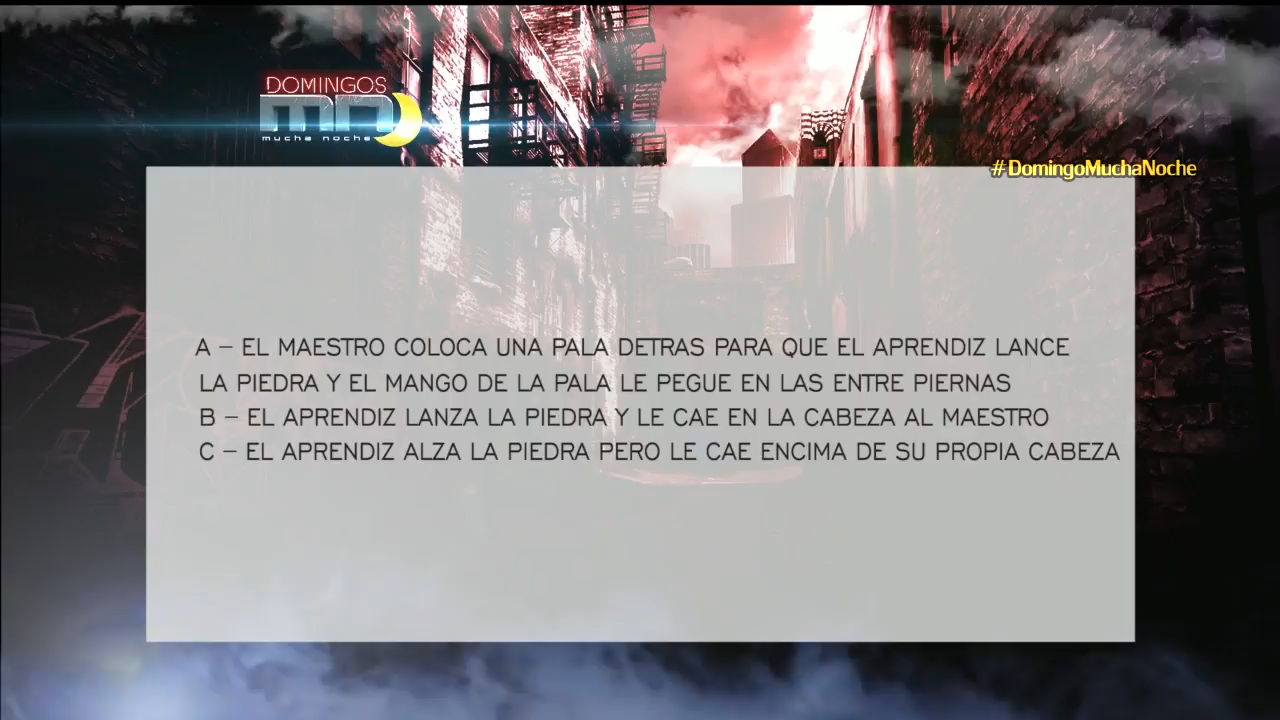 DOMINGOS
mn
mucha noche
#DomingoMuchaNoche
A – EL MAESTRO COLOCA UNA PALA DETRAS PARA QUE EL APRENDIZ LANCE
LA PIEDRA Y EL MANGO DE LA PALA LE PEGUE EN LAS ENTRE PIERNAS
B – EL APRENDIZ LANZA LA PIEDRA Y LE CAE EN LA CABEZA AL MAESTRO
C – EL APRENDIZ ALZA LA PIEDRA PERO LE CAE ENCIMA DE SU PROPIA CABEZA